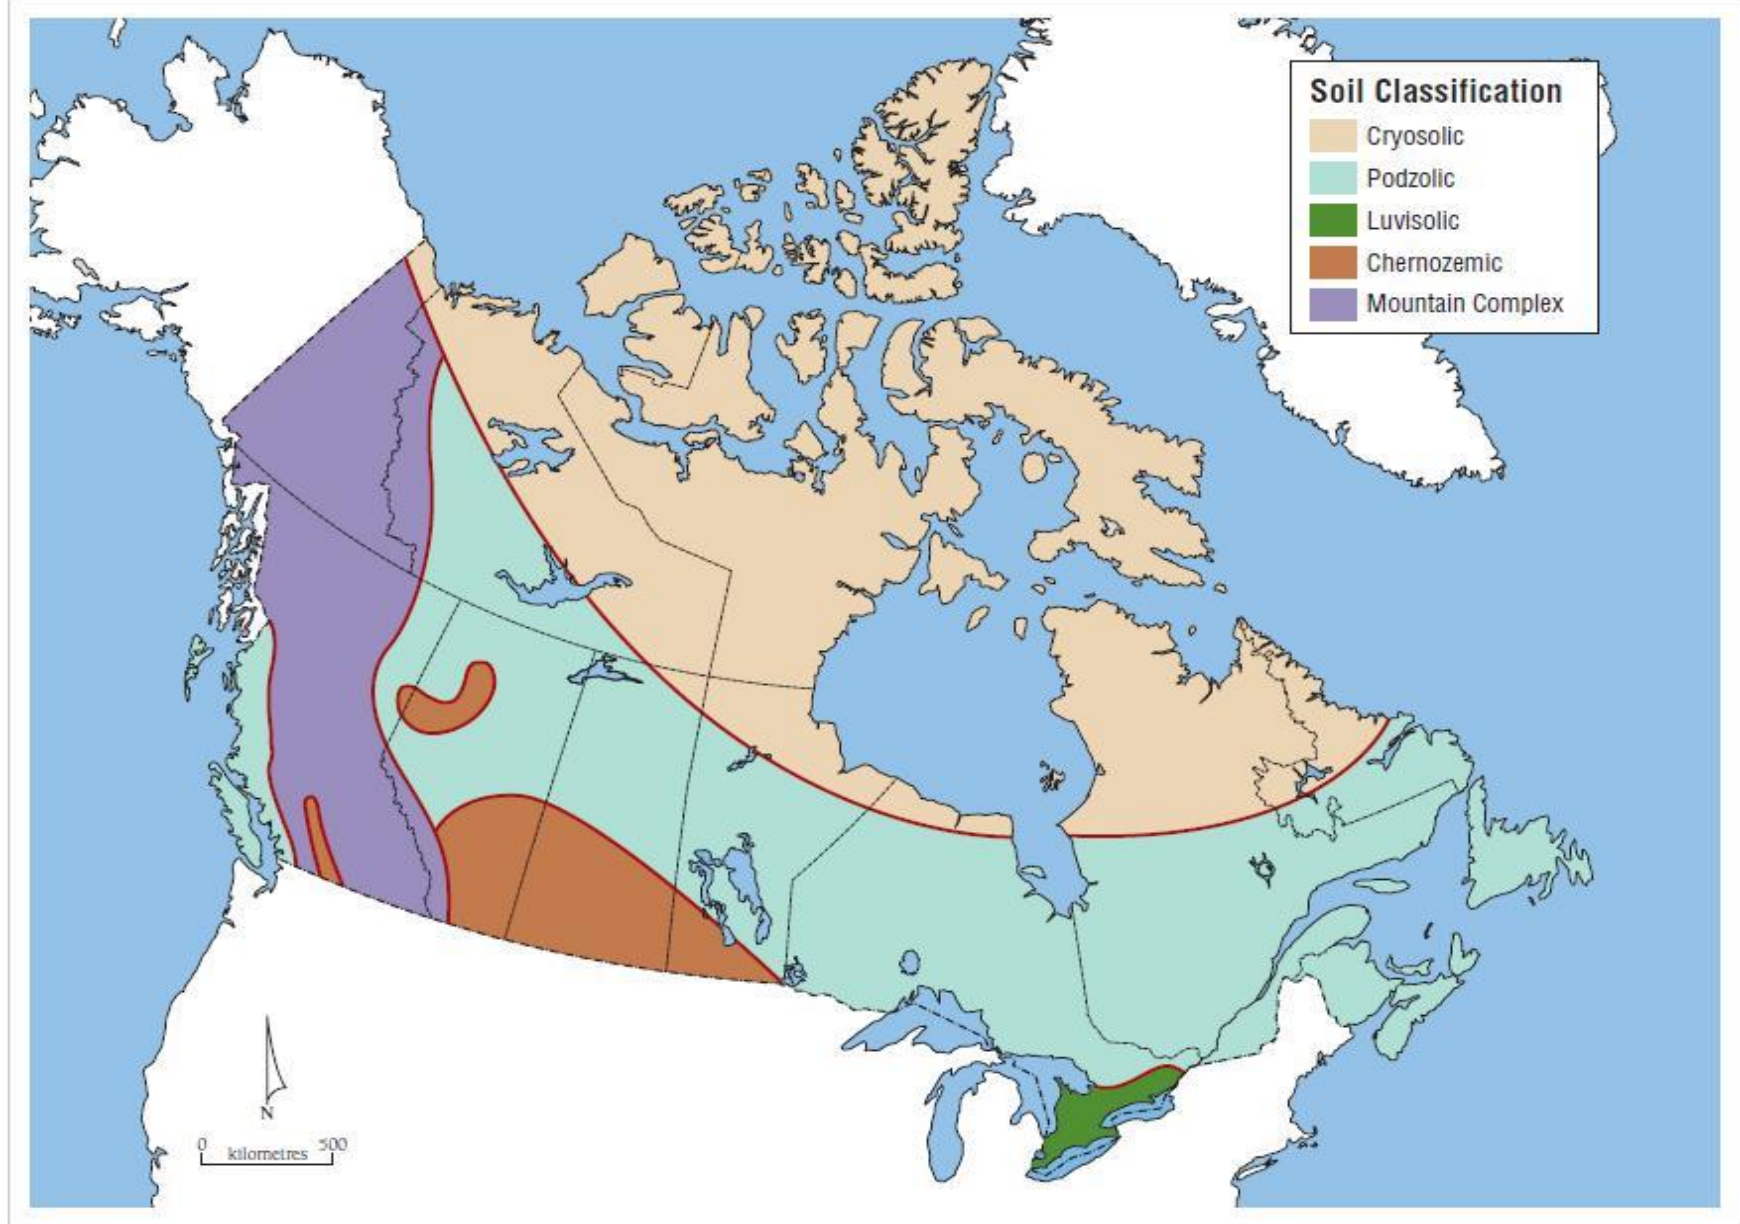 Soil Classification
Cryosolic
Podzolic
Luvisolic
Chernozemic
Mountain Complex
N
0 kilometres 500